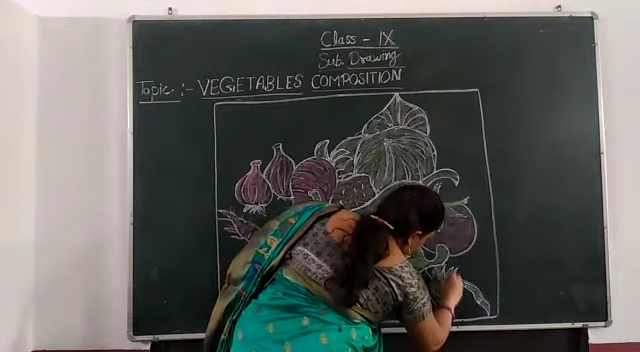 Class - IX
Sub. Drawing
Topic :- VEGETABLES COMPOSITION